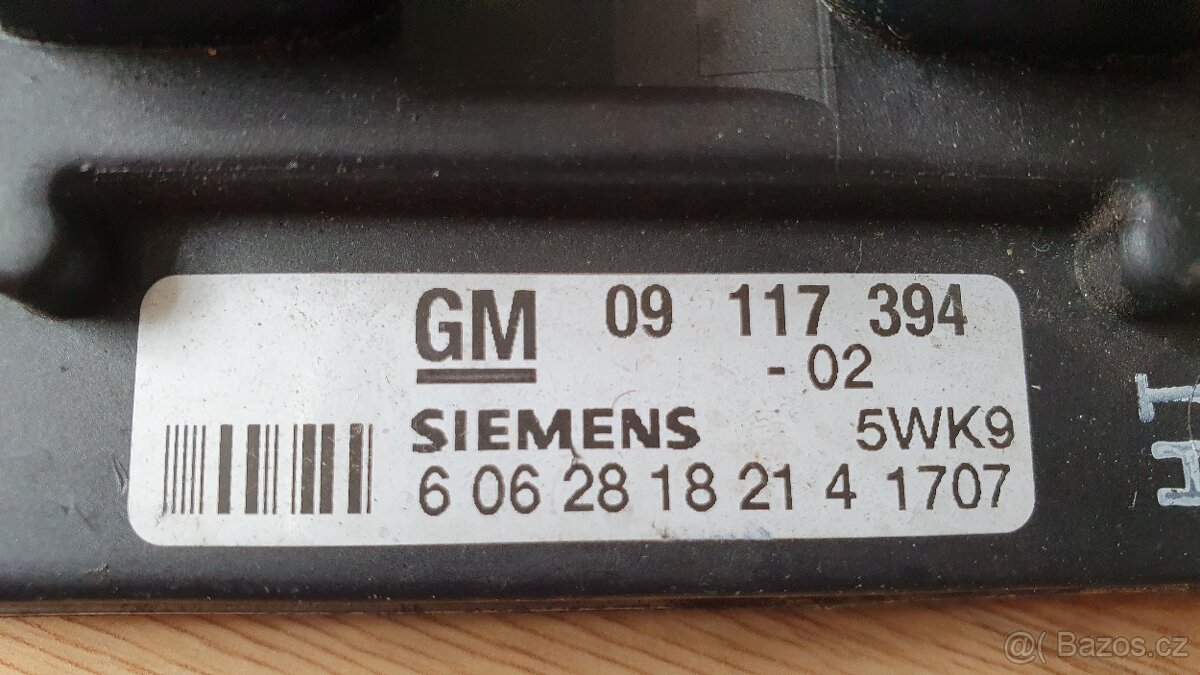 GM 09 117 394
- 02
SIEMENS 5WK9
6 06 28 18 21 4 1707
@ Bazos.cz